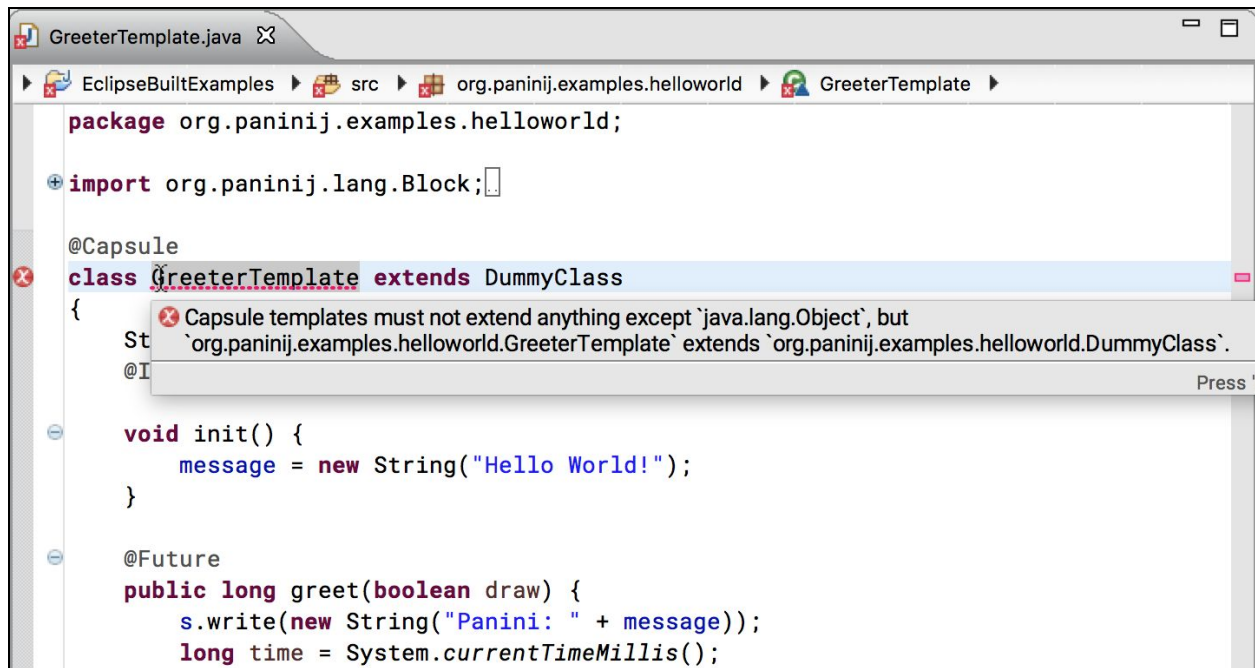 GreeterTemplate.java
EclipseBuiltExamples src org.paninij.examples.helloworld GreeterTemplate
package org.paninij.examples.helloworld;
import org.paninij.lang.Block;
@Capsule
class GreeterTemplate extends DummyClass
{
Capsule templates must not extend anything except `java.lang.Object`, but
St `org.paninij.examples.helloworld.GreeterTemplate` extends `org.paninij.examples.helloworld.DummyClass`.
@I
Press '
void init() {
message = new String("Hello World!");
}
@Future
public long greet(boolean draw) {
s.write(new String("Panini: " + message));
long time = System.currentTimeMillis();